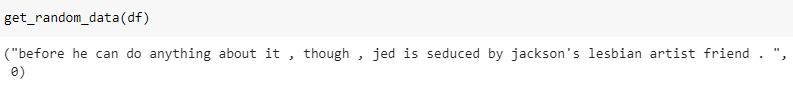 get_random_data(df)
("before he can do anything about it , though , jed is seduced by jackson's lesbian artist friend . ",
0)